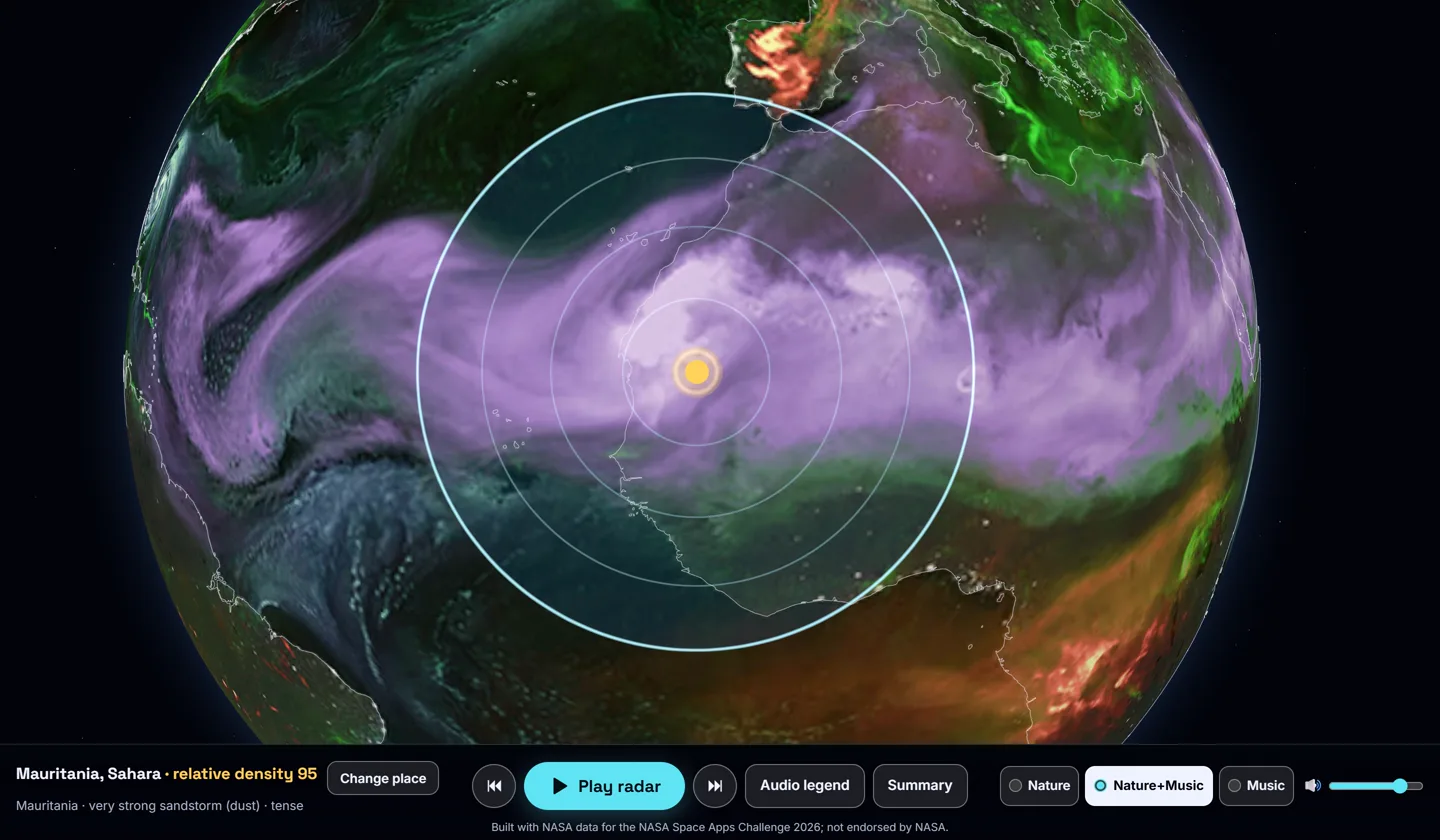 Mauritania, Sahara · relative density 95
Change place
Mauritania · very strong sandstorm (dust) · tense
Play radar
Audio legend
Summary
Nature
Nature+Music
Music
Built with NASA data for the NASA Space Apps Challenge 2026; not endorsed by NASA.